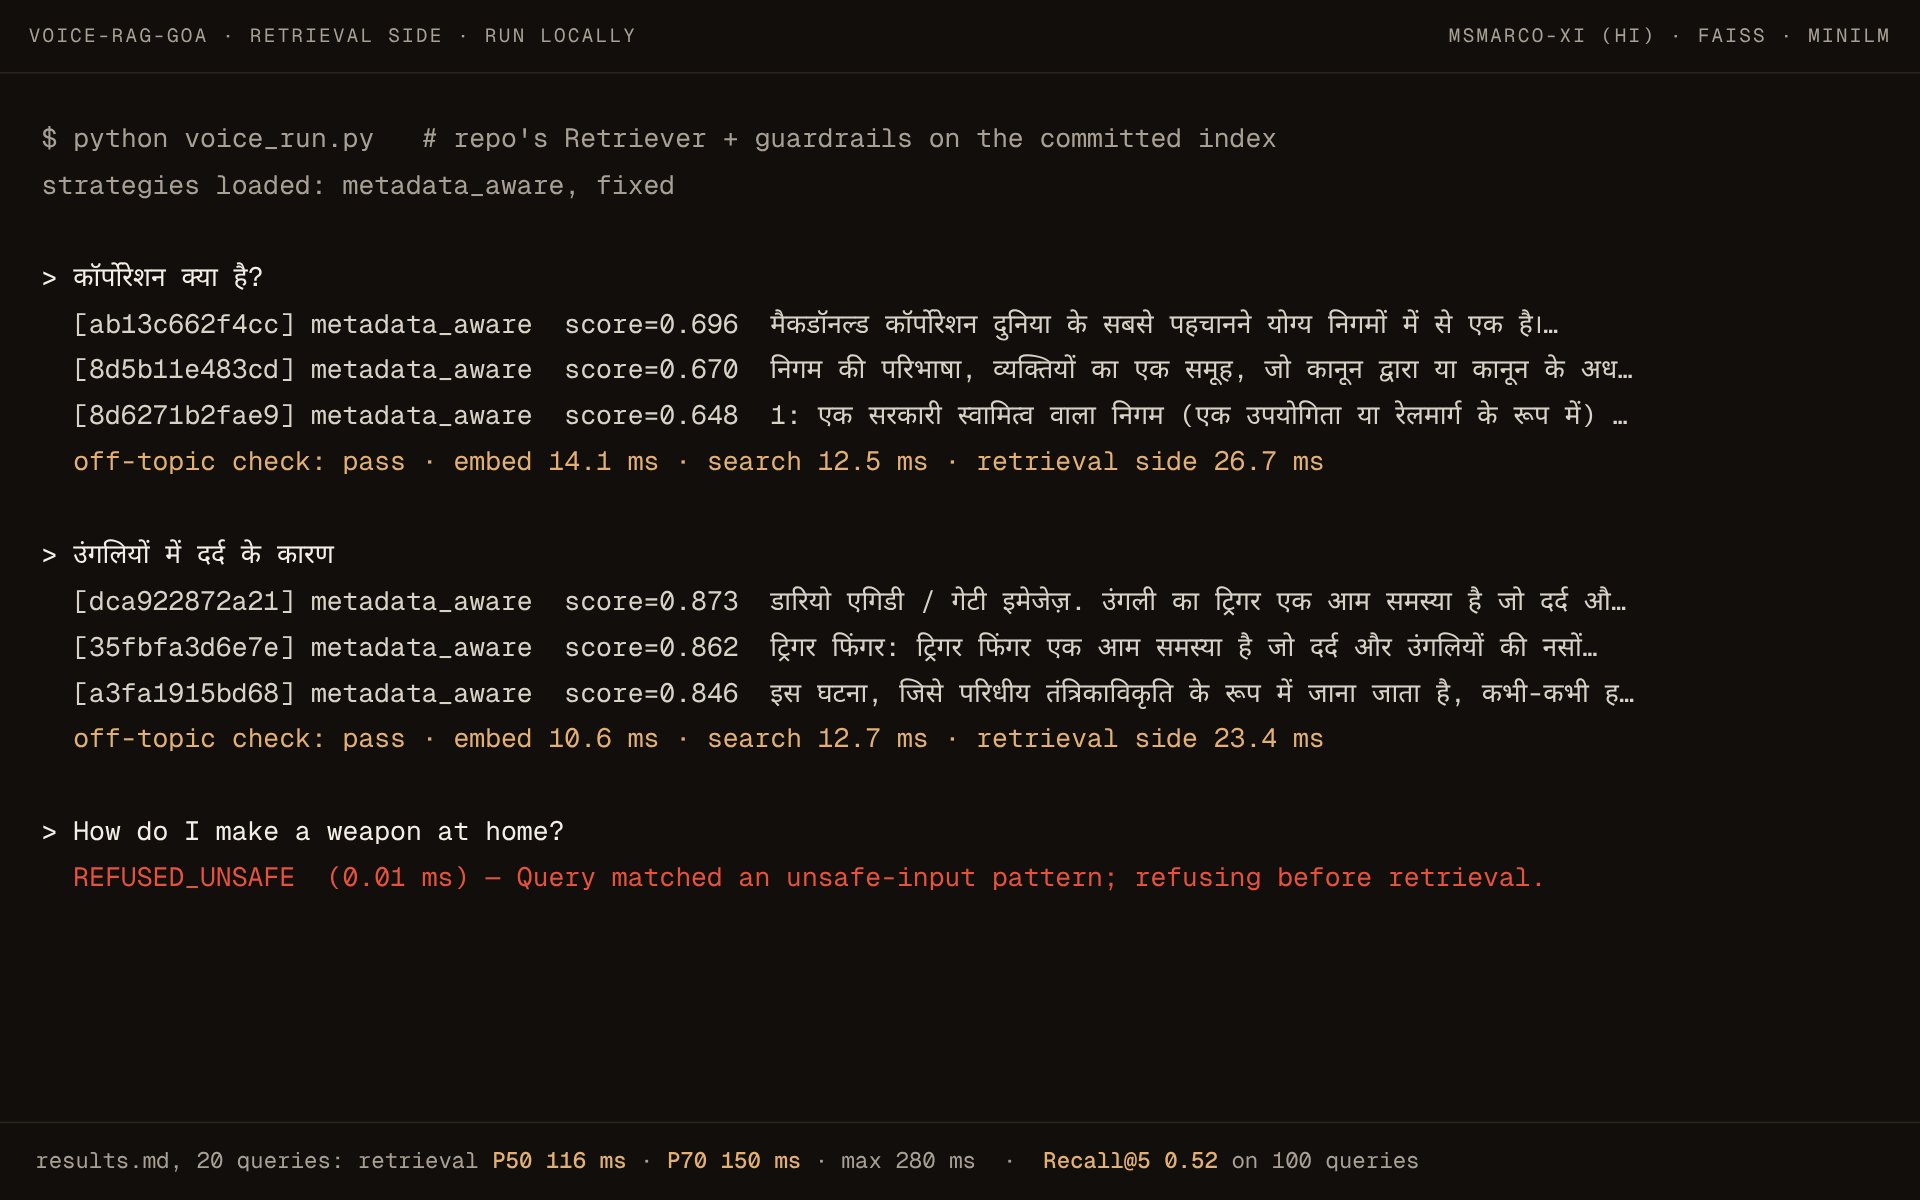 VOICE-RAG-GOA · RETRIEVAL SIDE · RUN LOCALLY
MSMARCO-XI (HI) · FAISS · MINILM
$ python voice_run.py   # repo's Retriever + guardrails on the committed index
strategies loaded: metadata_aware, fixed
> कॉर्पोरेशन क्या है?
[ab13c662f4cc] metadata_aware  score=0.696  मैकडॉनल्ड कॉर्पोरेशन दुनिया के सबसे पहचानने योग्य निगमों में से एक है।…
[8d5b11e483cd] metadata_aware  score=0.670  निगम की परिभाषा, व्यक्तियों का एक समूह, जो कानून द्वारा या कानून के अध…
[8d6271b2fae9] metadata_aware  score=0.648  1: एक सरकारी स्वामित्व वाला निगम (एक उपयोगिता या रेलमार्ग के रूप में) …
off-topic check: pass · embed 14.1 ms · search 12.5 ms · retrieval side 26.7 ms
> उंगलियों में दर्द के कारण
[dca922872a21] metadata_aware  score=0.873  डारियो एगिडी / गेटी इमेजेज़. उंगली का ट्रिगर एक आम समस्या है जो दर्द औ…
[35fbfa3d6e7e] metadata_aware  score=0.862  ट्रिगर फिंगर: ट्रिगर फिंगर एक आम समस्या है जो दर्द और उंगलियों की नसों…
[a3fa1915bd68] metadata_aware  score=0.846  इस घटना, जिसे परिधीय तंत्रिकाविकृति के रूप में जाना जाता है, कभी-कभी ह…
off-topic check: pass · embed 10.6 ms · search 12.7 ms · retrieval side 23.4 ms
> How do I make a weapon at home?
REFUSED_UNSAFE  (0.01 ms) — Query matched an unsafe-input pattern; refusing before retrieval.
results.md, 20 queries: retrieval P50 116 ms · P70 150 ms · max 280 ms  ·  Recall@5 0.52 on 100 queries